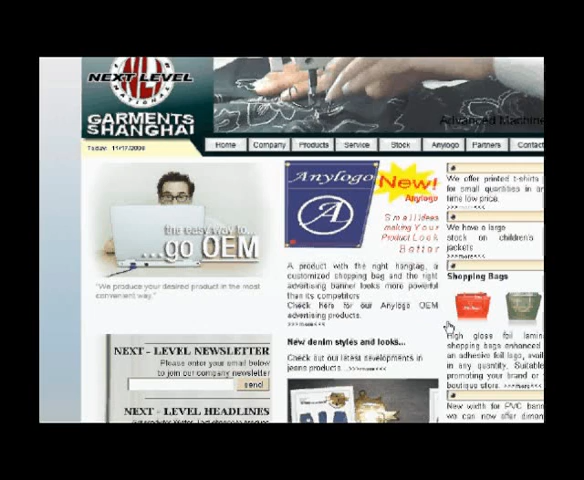 NEXT LEVEL
GARMENTS
SHANGHAI
Advanced Machine
Today:
Home Company Products Service Stock Anylogo Partners Contact
Anylogo
A
New!
Anylogo
Small Ideas
making Your
Product Look
Better
the easy way to...
...go OEM
"We produce your desired product in the most
convenient way."
A product with the right hangtag, a
customized shopping bag and the right
advertising banner looks more powerful
than its competitors
Check here for our Anylogo OEM
advertising products.
New denim styles and looks...
Check out our latest developments in
jeans products...
We offer printed t-shirts
for small quantities in
time low price.
We have a large
stock on children's
jackets
Shopping Bags
High gloss foil
shopping bags enhanced
an adhesive foil logo,
in any quantity. Suitable
promoting your brand or
boutique store.
New width for PVC
we can now offer
NEXT - LEVEL NEWSLETTER
Please enter your email below
to join our company newsletter
send
NEXT - LEVEL HEADLINES